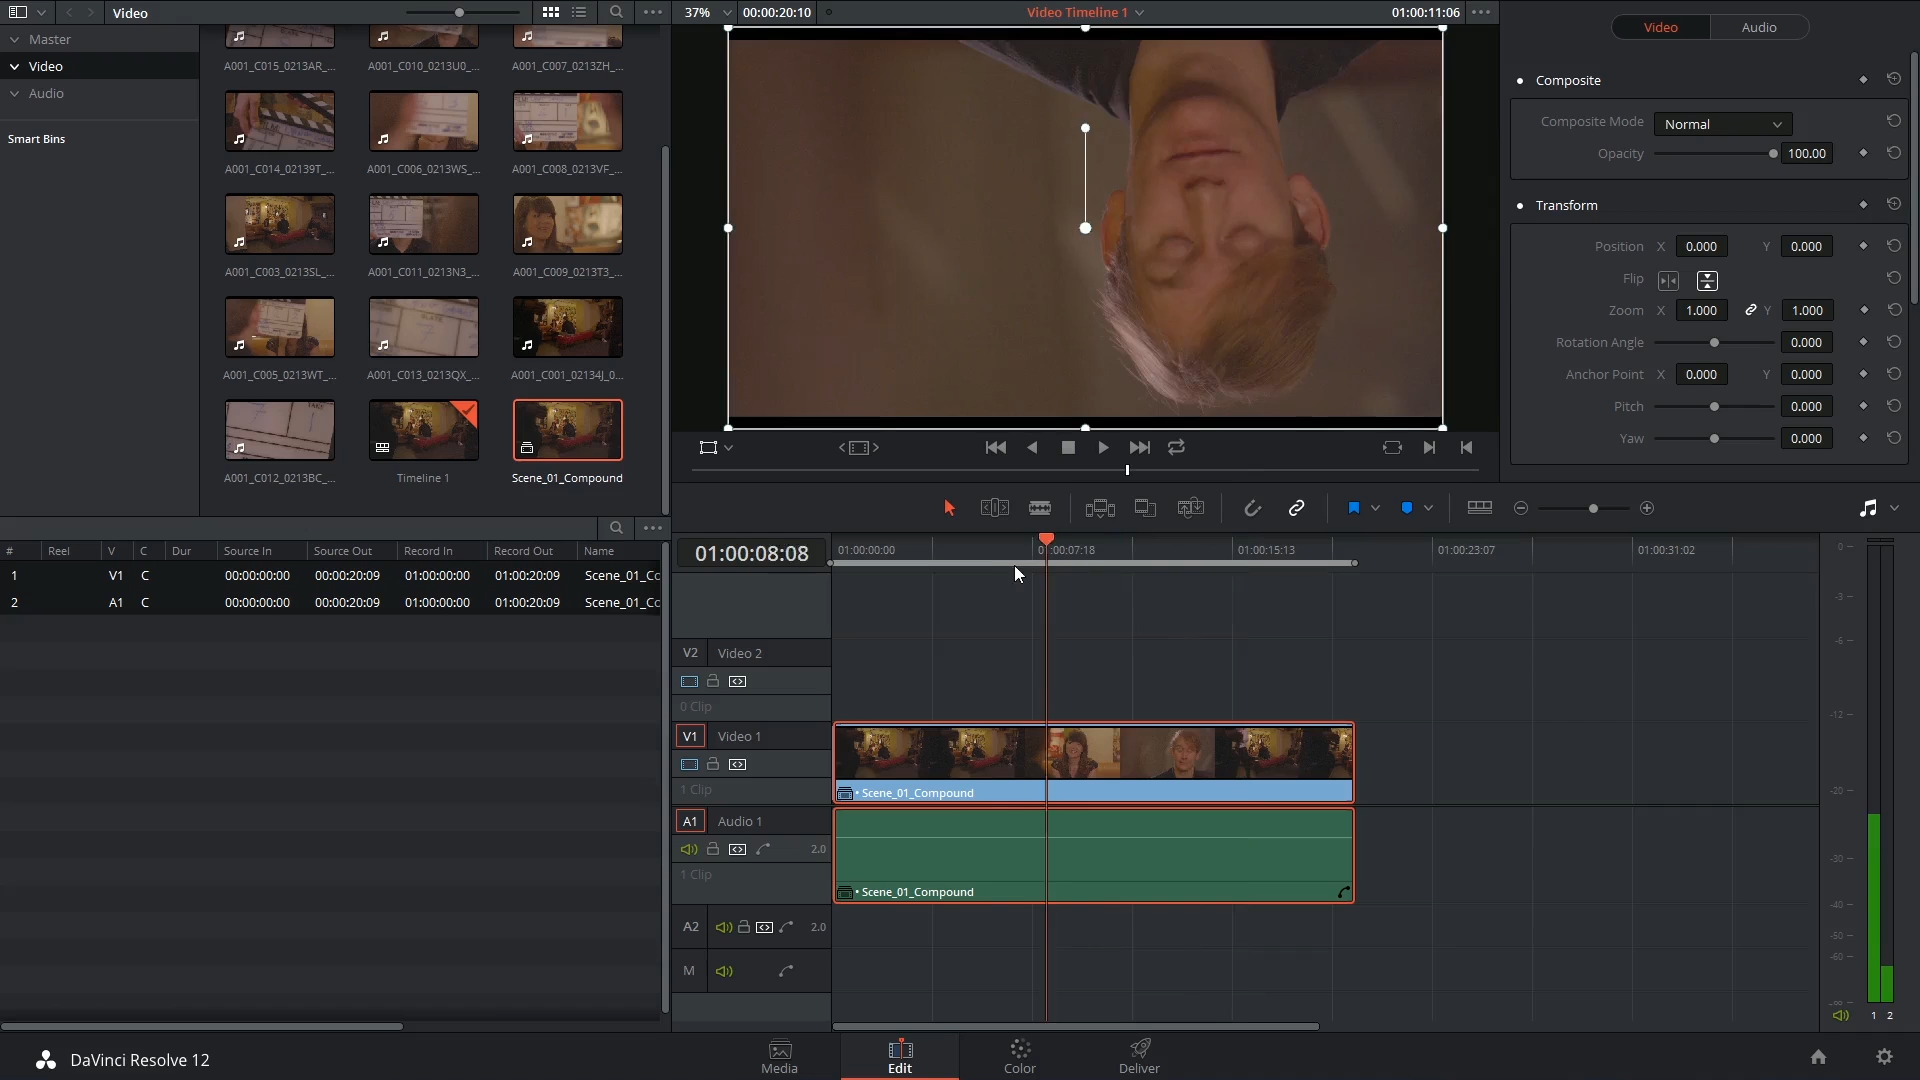 Video
37%
00:00:20:10
Video Timeline 1
01:00:11:06
Video
Audio
Master
Video
Audio
Smart Bins
A001_C015_0213AR_...
A001_C010_0213U0_...
A001_C007_0213ZH_...
A001_C014_02139T_...
A001_C006_0213WS_...
A001_C008_0213VF_...
A001_C003_0213SL_...
A001_C011_0213N3_...
A001_C009_0213T3_...
A001_C005_0213WT_...
A001_C013_0213QX_...
A001_C001_02134J_0...
A001_C012_0213BC_...
Timeline 1
Scene_01_Compound
Composite
Composite Mode
Normal
Opacity
100.00
Transform
Position X 0.000 Y 0.000
Flip
Zoom X 1.000 Y 1.000
Rotation Angle 0.000
Anchor Point X 0.000 Y 0.000
Pitch 0.000
Yaw 0.000
# Reel V C Dur Source In Source Out Record In Record Out Name
1 V1 C 00:00:00:00 00:00:20:09 01:00:00:00 01:00:20:09 Scene_01_Co
2 A1 C 00:00:00:00 00:00:20:09 01:00:00:00 01:00:20:09 Scene_01_Co
01:00:08:08
01:00:00:00
:00:07:18
01:00:15:13
01:00:23:07
01:00:31:02
V2 Video 2
0 Clip
V1 Video 1
1 Clip
Scene_01_Compound
A1 Audio 1
2.0
1 Clip
Scene_01_Compound
A2 2.0
M
0
-3
-6
-12
-20
-30
-40
-50
-60
1 2
DaVinci Resolve 12
Media
Edit
Color
Deliver